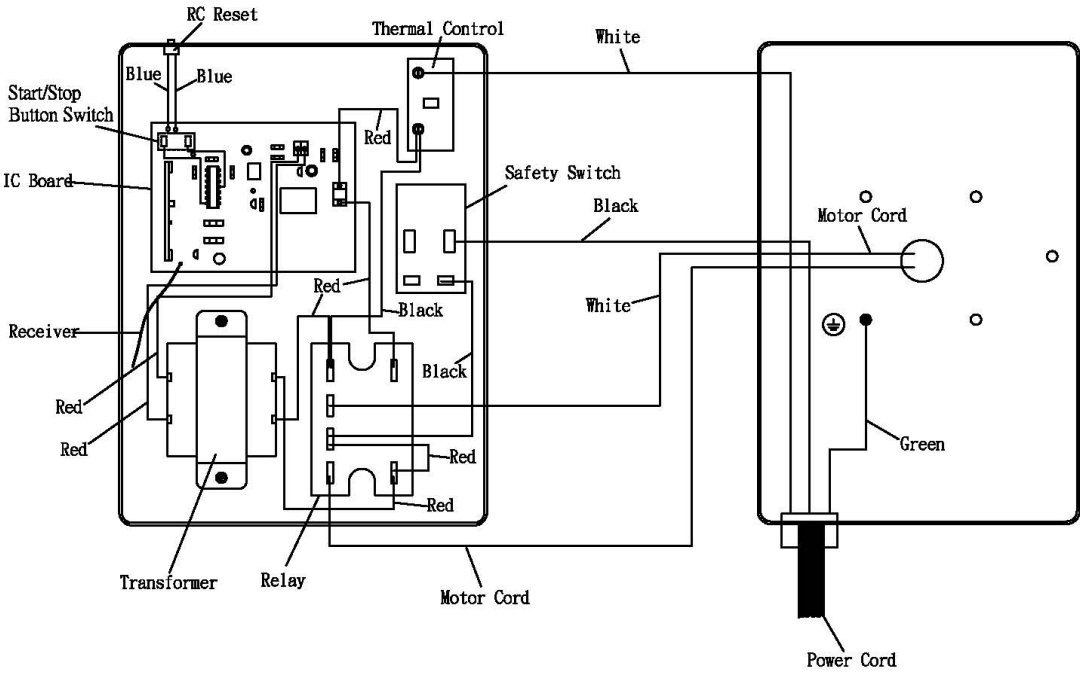 RC Reset
Thermal Control
White
Blue
Blue
Start/Stop
Button Switch
Red
IC Board
Safety Switch
Black
Motor Cord
Red
Black
White
Receiver
Black
Red
Red
Green
Red
Red
Transformer
Relay
Motor Cord
Power Cord